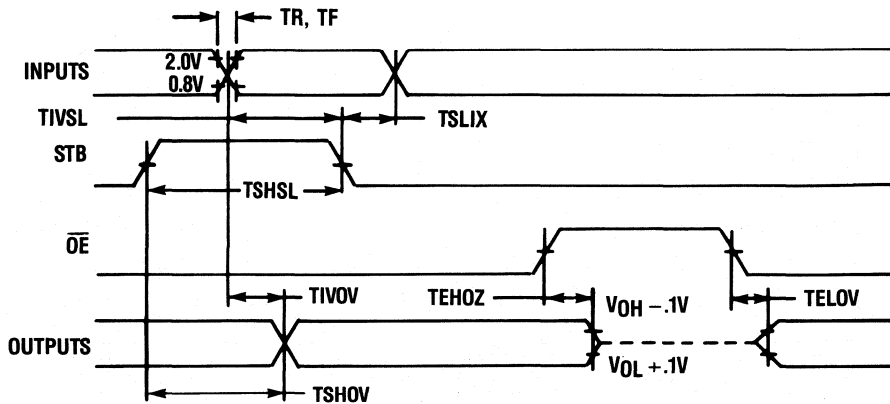 TR, TF
INPUTS
2.0V
0.8V
TIVSL
TSLIX
STB
TSHSL
OE
TIVOV
TEHOZ
VOH – .1V
TELOV
OUTPUTS
VOL + .1V
TSHOV